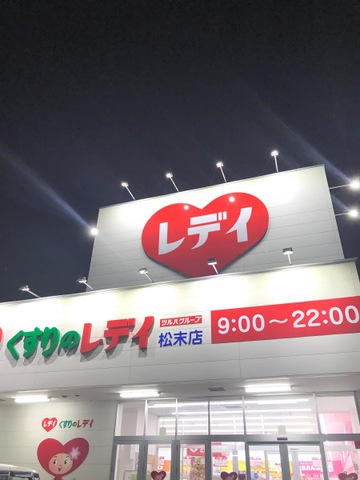 レデイ
くすりのレデイ
ツルハグループ
松末店
9:00～22:00
レデイ くすりのレデイ